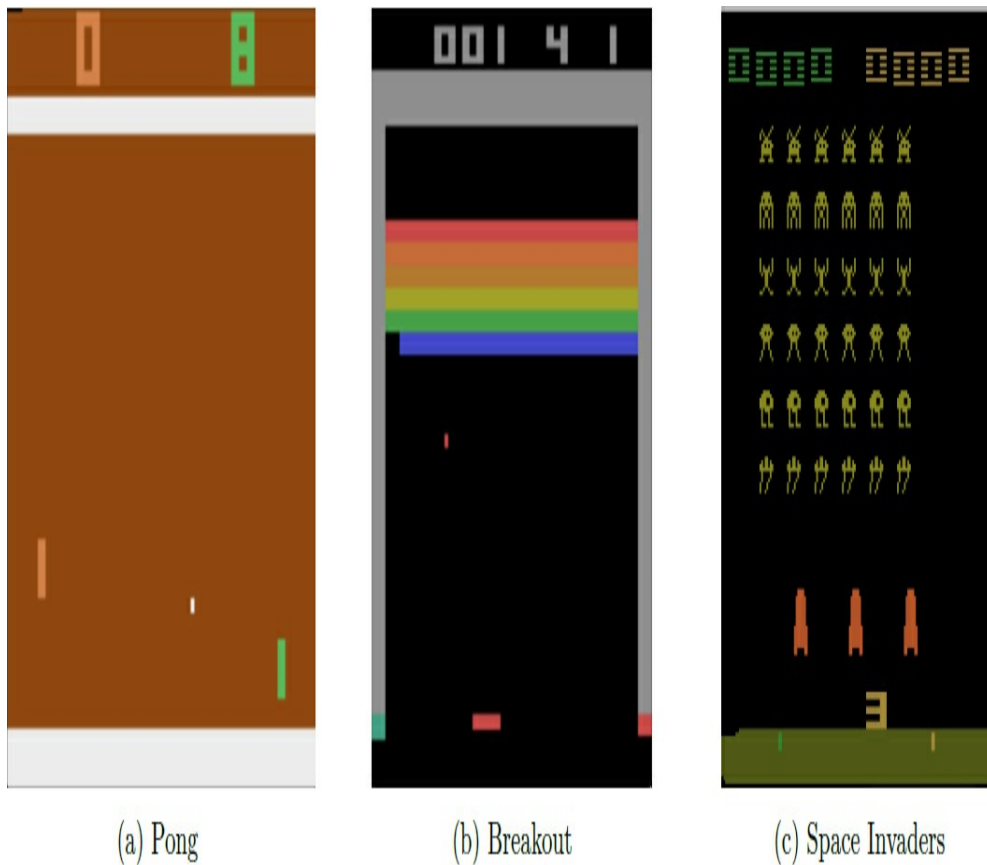 0 8
001 4 1
0000 0000
3
(a) Pong
(b) Breakout
(c) Space Invaders